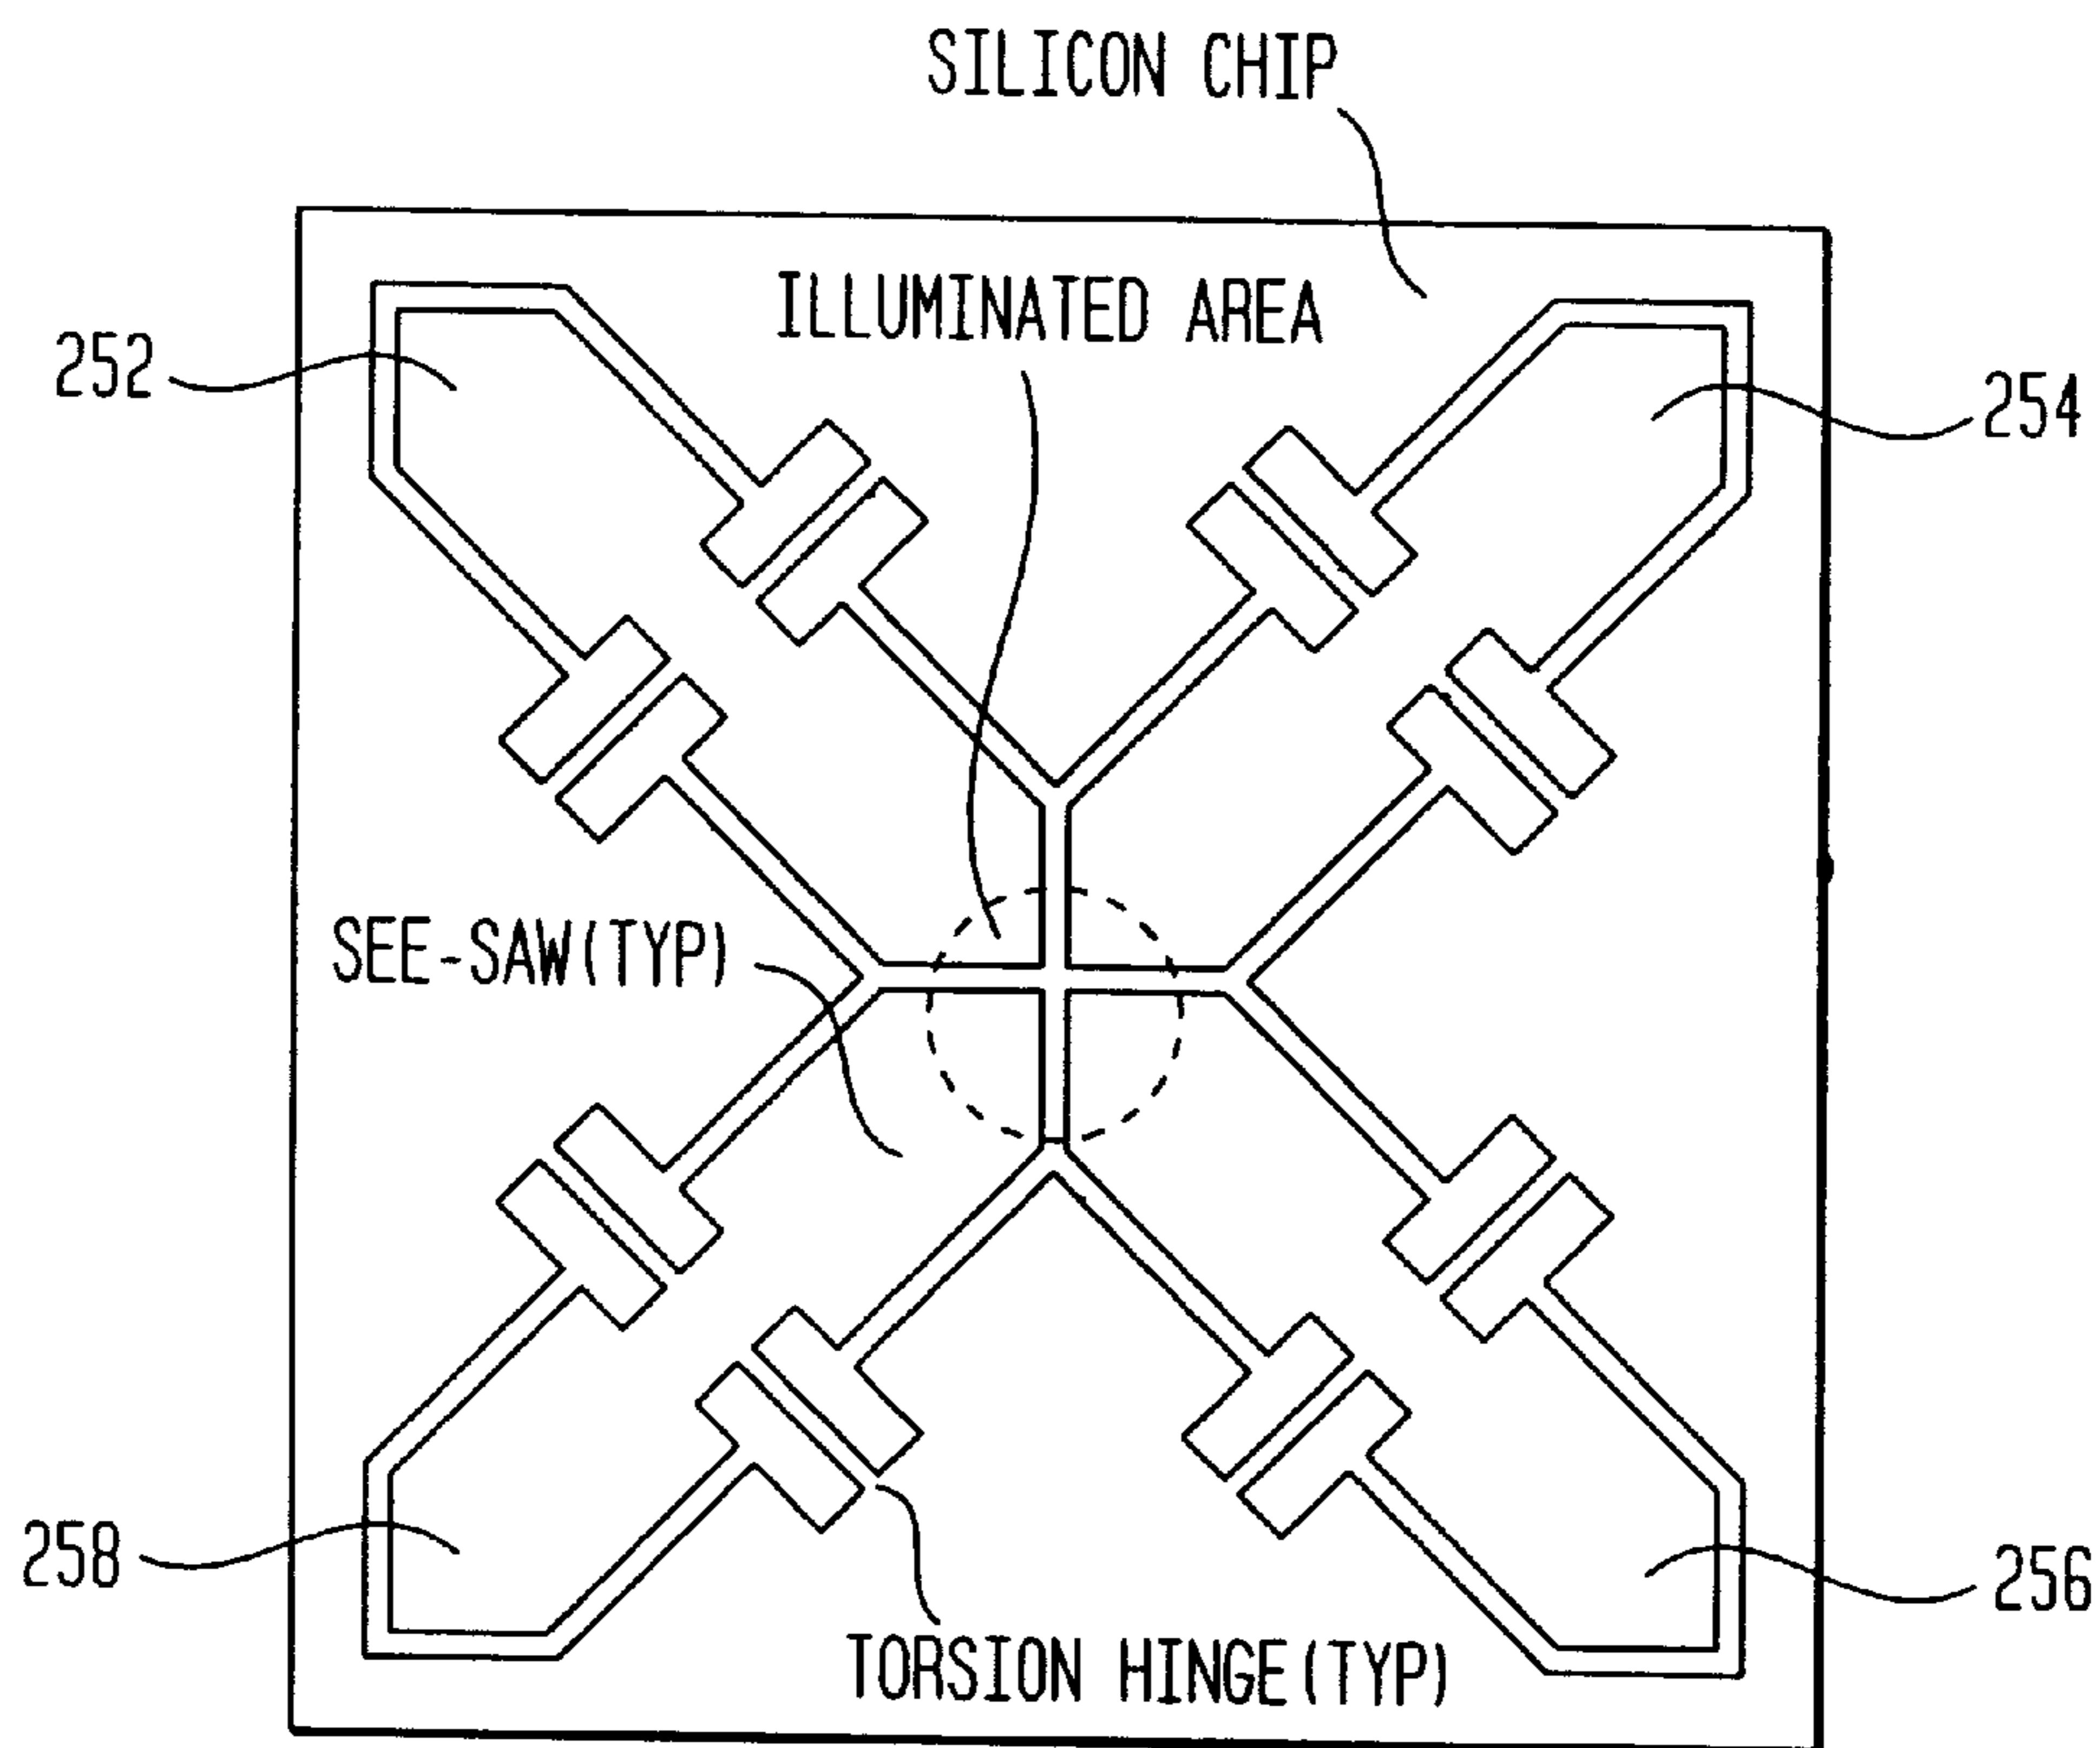 SILICON CHIP
ILLUMINATED AREA
252
254
SEE-SAW(TYP)
258
256
TORSION HINGE(TYP)